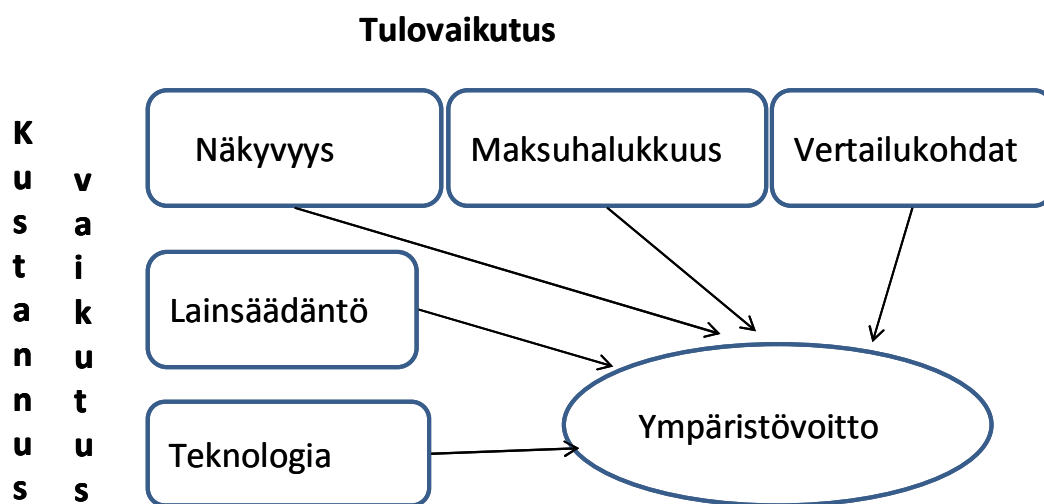 Tulovaikutus
Kustannus
vaikutus
Näkyvyys
Maksuhalukkuus
Vertailukohdat
Lainsäädäntö
Teknologia
Ympäristövoitto